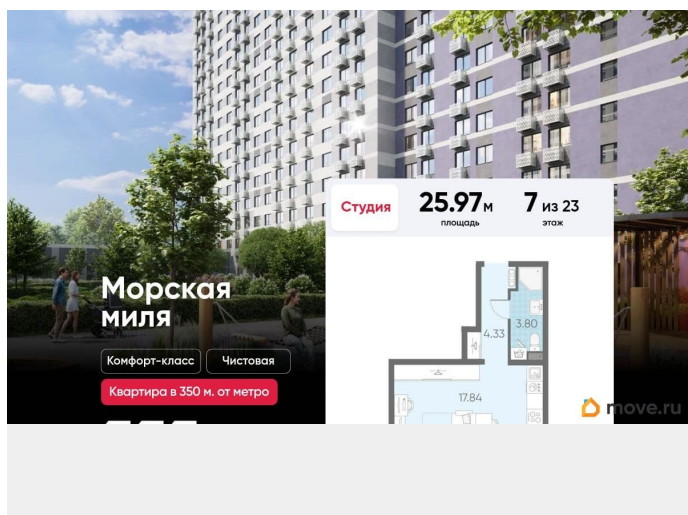 Студия
25.97 м
площадь
7 из 23
этаж
Морская
миля
Комфорт-класс
Чистовая
Квартира в 350 м. от метро
4.33
3.80
17.84
move.ru